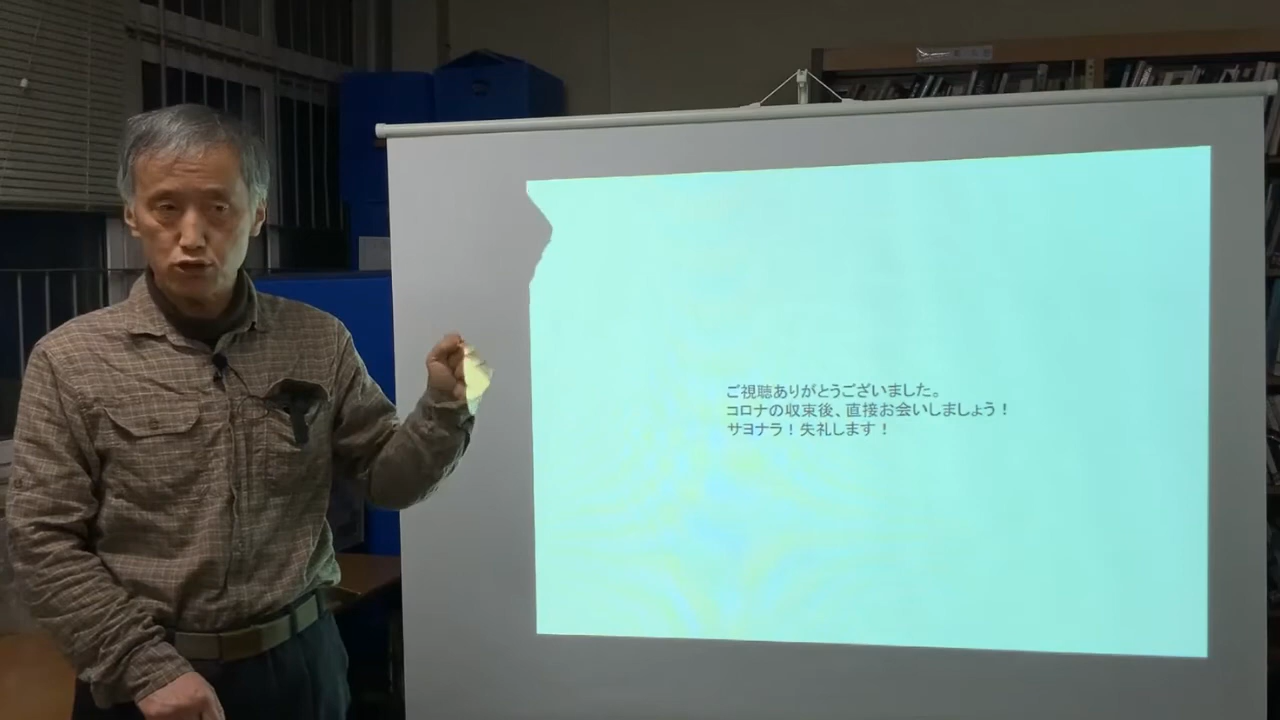 ご視聴ありがとうございました。
コロナの収束後、直接お会いしましょう！
サヨナラ！失礼します！